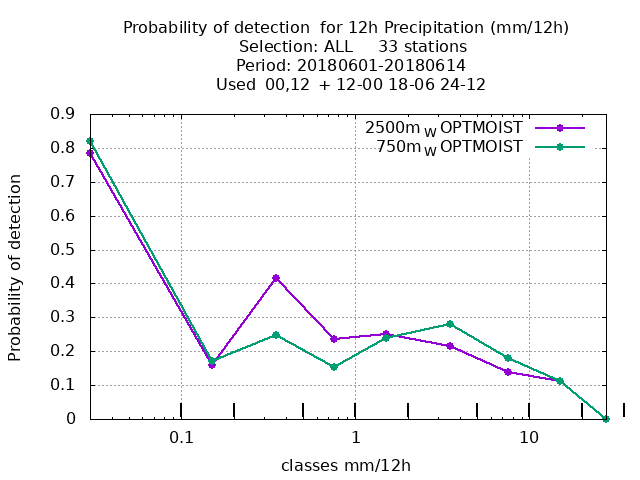 Probability of detection  for 12h Precipitation (mm/12h)
Selection: ALL     33 stations
Period: 20180601-20180614
Used  00,12  + 12-00 18-06 24-12
2500m W OPTMOIST
750m W OPTMOIST
Probability of detection
0.9
0.8
0.7
0.6
0.5
0.4
0.3
0.2
0.1
0
0.1 1 10
classes mm/12h